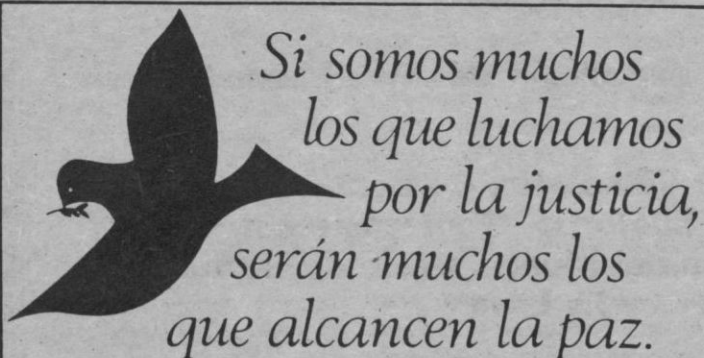 Si somos muchos
los que luchamos
por la justicia,
serán muchos los
que alcancen la paz.